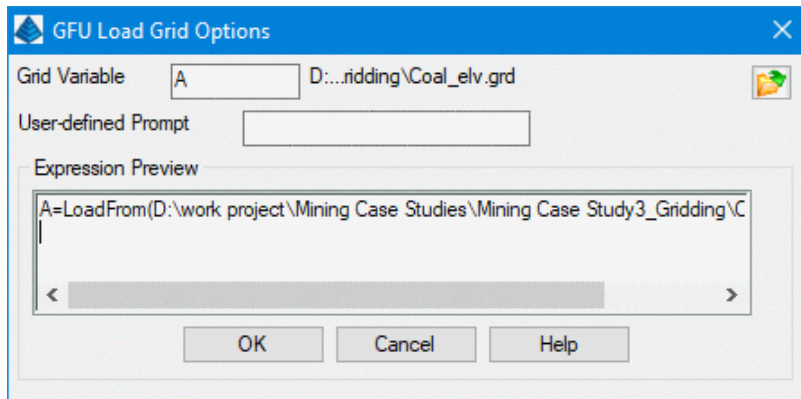 GFU Load Grid Options
Grid Variable A D:...ridding\Coal_elv.grd
User-defined Prompt
Expression Preview
A=LoadFrom(D:\work project\Mining Case Studies\Mining Case Study3_Gridding\C
OK Cancel Help